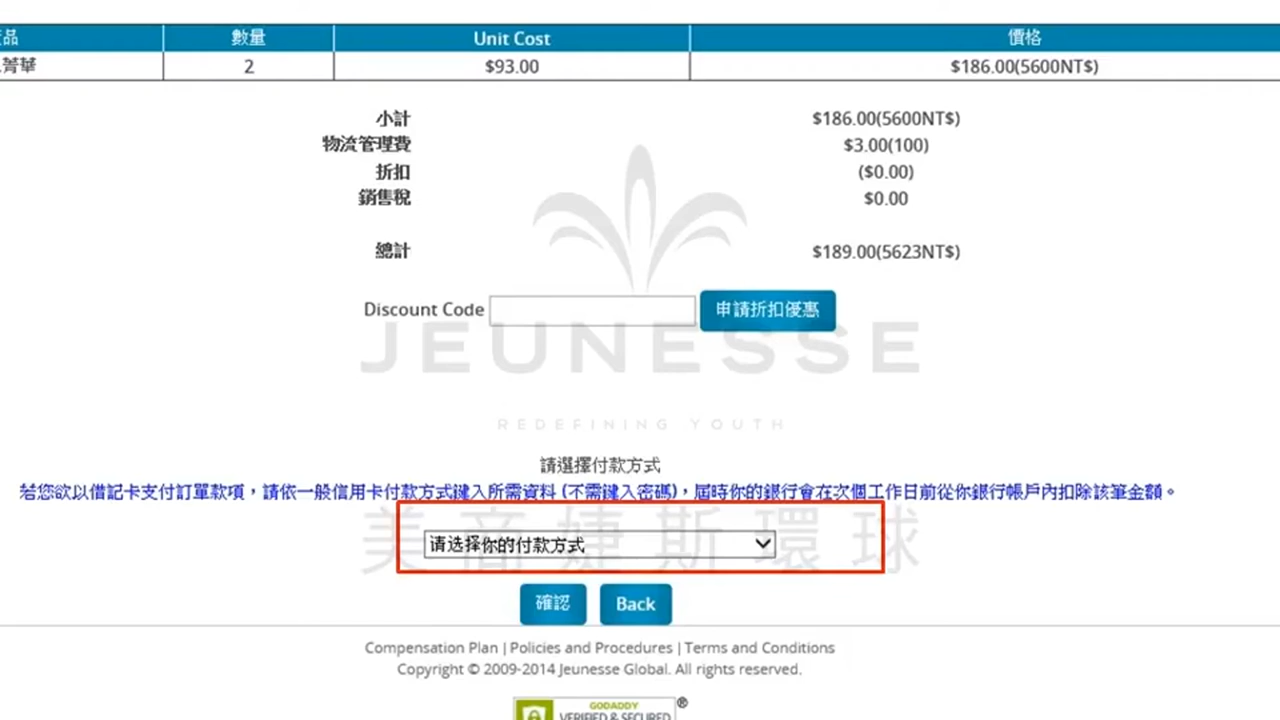 品 數量 Unit Cost 價格
菁華 2 $93.00 $186.00(5600NT$)
小計 $186.00(5600NT$)
物流管理費 $3.00(100)
折扣 ($0.00)
銷售稅 $0.00
總計 $189.00(5623NT$)
Discount Code 申請折扣優惠
JEUNESSE
REDEFINING YOUTH
請選擇付款方式
若您欲以借記卡支付訂單款項，請依一般信用卡付款方式鍵入所需資料 (不需鍵入密碼)，屆時你的銀行會在次個工作日前從你銀行帳戶內扣除該筆金額。
美商婕斯環球
请选择你的付款方式
確認 Back
Compensation Plan | Policies and Procedures | Terms and Conditions
Copyright © 2009-2014 Jeunesse Global. All rights reserved.
GODADDY
VERIFIED & SECURED